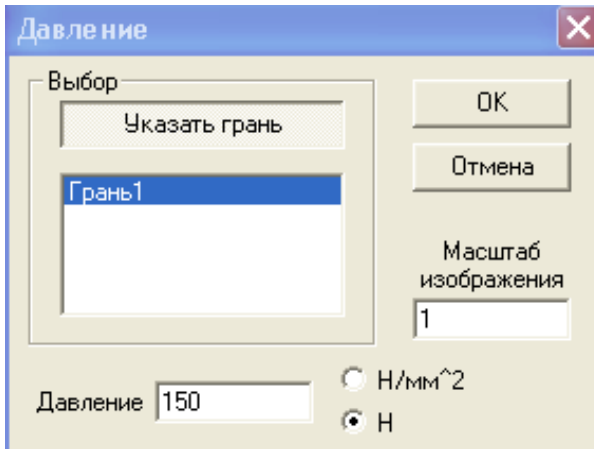 Давление
Выбор
Указать грань
Грань1
OK
Отмена
Масштаб
изображения
1
Давление 150
Н/мм^2
Н